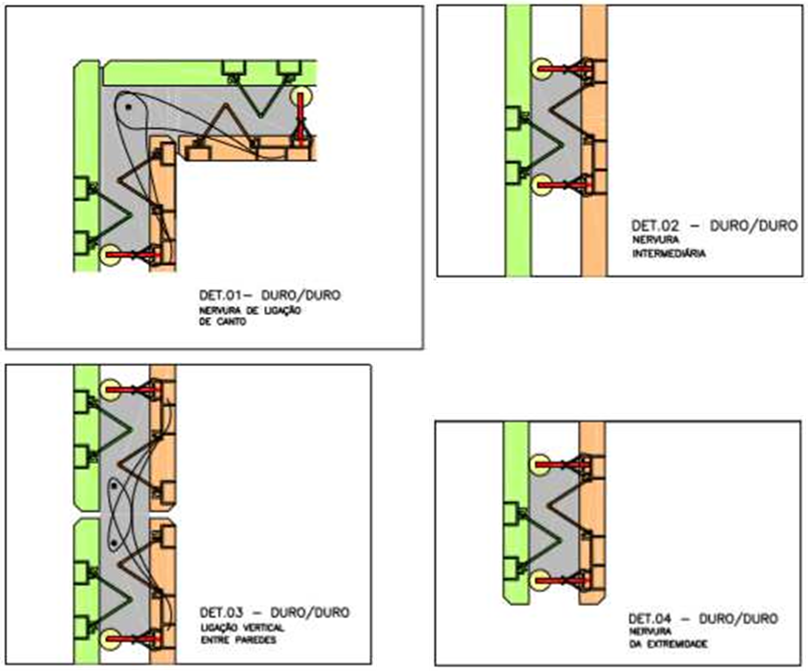 DET.01- DURO/DURO
NERVURA DE LIGAÇÃO
DE CANTO
DET.02 - DURO/DURO
NERVURA
INTERMEDIÁRIA
DET.03 - DURO/DURO
LIGAÇÃO VERTICAL
ENTRE PAREDES
DET.04 - DURO/DURO
NERVURA
DA EXTREMIDADE